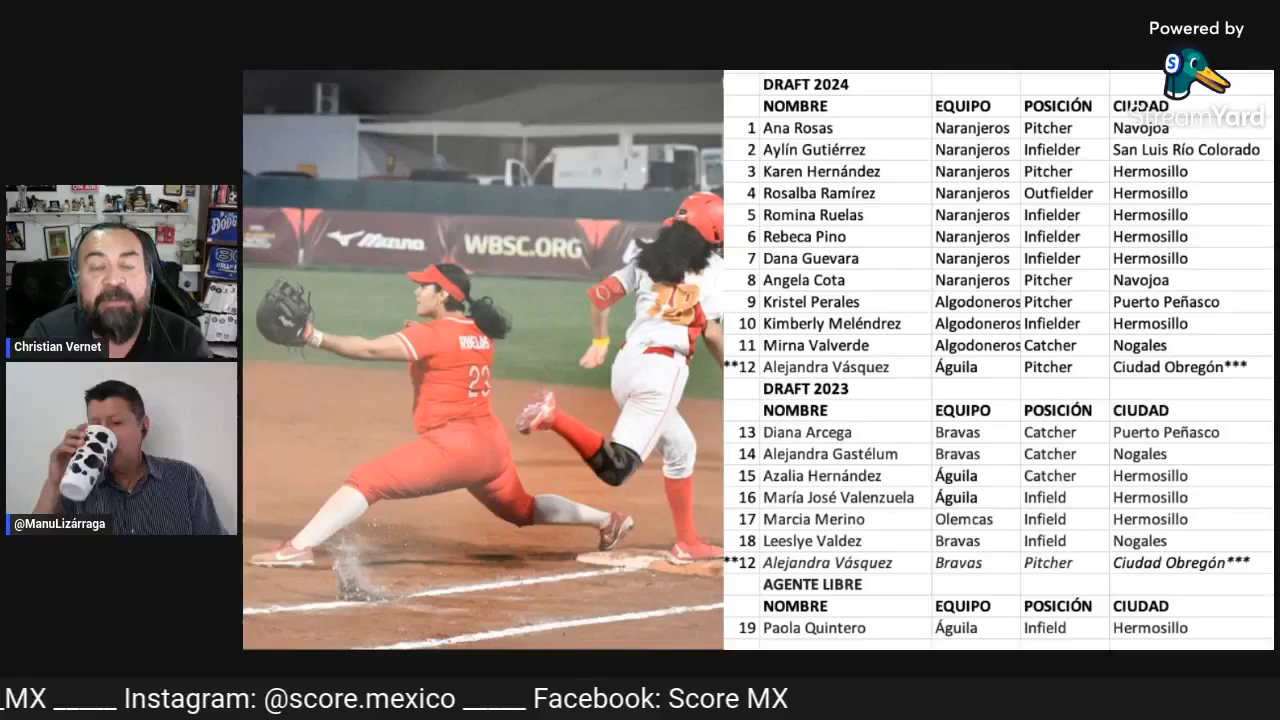 Powered by
StreamYard
S
ON AIR
DODG
Christian Vernet
@ManuLizárraga
MIZUNO
WBSC.ORG
RUELAS
23
DRAFT 2024
NOMBRE EQUIPO POSICIÓN CIUDAD
1 Ana Rosas Naranjeros Pitcher Navojoa
2 Aylín Gutiérrez Naranjeros Infielder San Luis Río Colorado
3 Karen Hernández Naranjeros Pitcher Hermosillo
4 Rosalba Ramírez Naranjeros Outfielder Hermosillo
5 Romina Ruelas Naranjeros Infielder Hermosillo
6 Rebeca Pino Naranjeros Infielder Hermosillo
7 Dana Guevara Naranjeros Infielder Hermosillo
8 Angela Cota Naranjeros Pitcher Navojoa
9 Kristel Perales Algodoneros Pitcher Puerto Peñasco
10 Kimberly Meléndrez Algodoneros Infielder Hermosillo
11 Mirna Valverde Algodoneros Catcher Nogales
**12 Alejandra Vásquez Águila Pitcher Ciudad Obregón***
DRAFT 2023
NOMBRE EQUIPO POSICIÓN CIUDAD
13 Diana Arcega Bravas Catcher Puerto Peñasco
14 Alejandra Gastélum Bravas Catcher Nogales
15 Azalia Hernández Águila Catcher Hermosillo
16 María José Valenzuela Águila Infield Hermosillo
17 Marcia Merino Olemcas Infield Hermosillo
18 Leeslye Valdez Bravas Infield Nogales
**12 Alejandra Vásquez Bravas Pitcher Ciudad Obregón***
AGENTE LIBRE
NOMBRE EQUIPO POSICIÓN CIUDAD
19 Paola Quintero Águila Infield Hermosillo
_MX _____ Instagram: @score.mexico _____ Facebook: Score MX